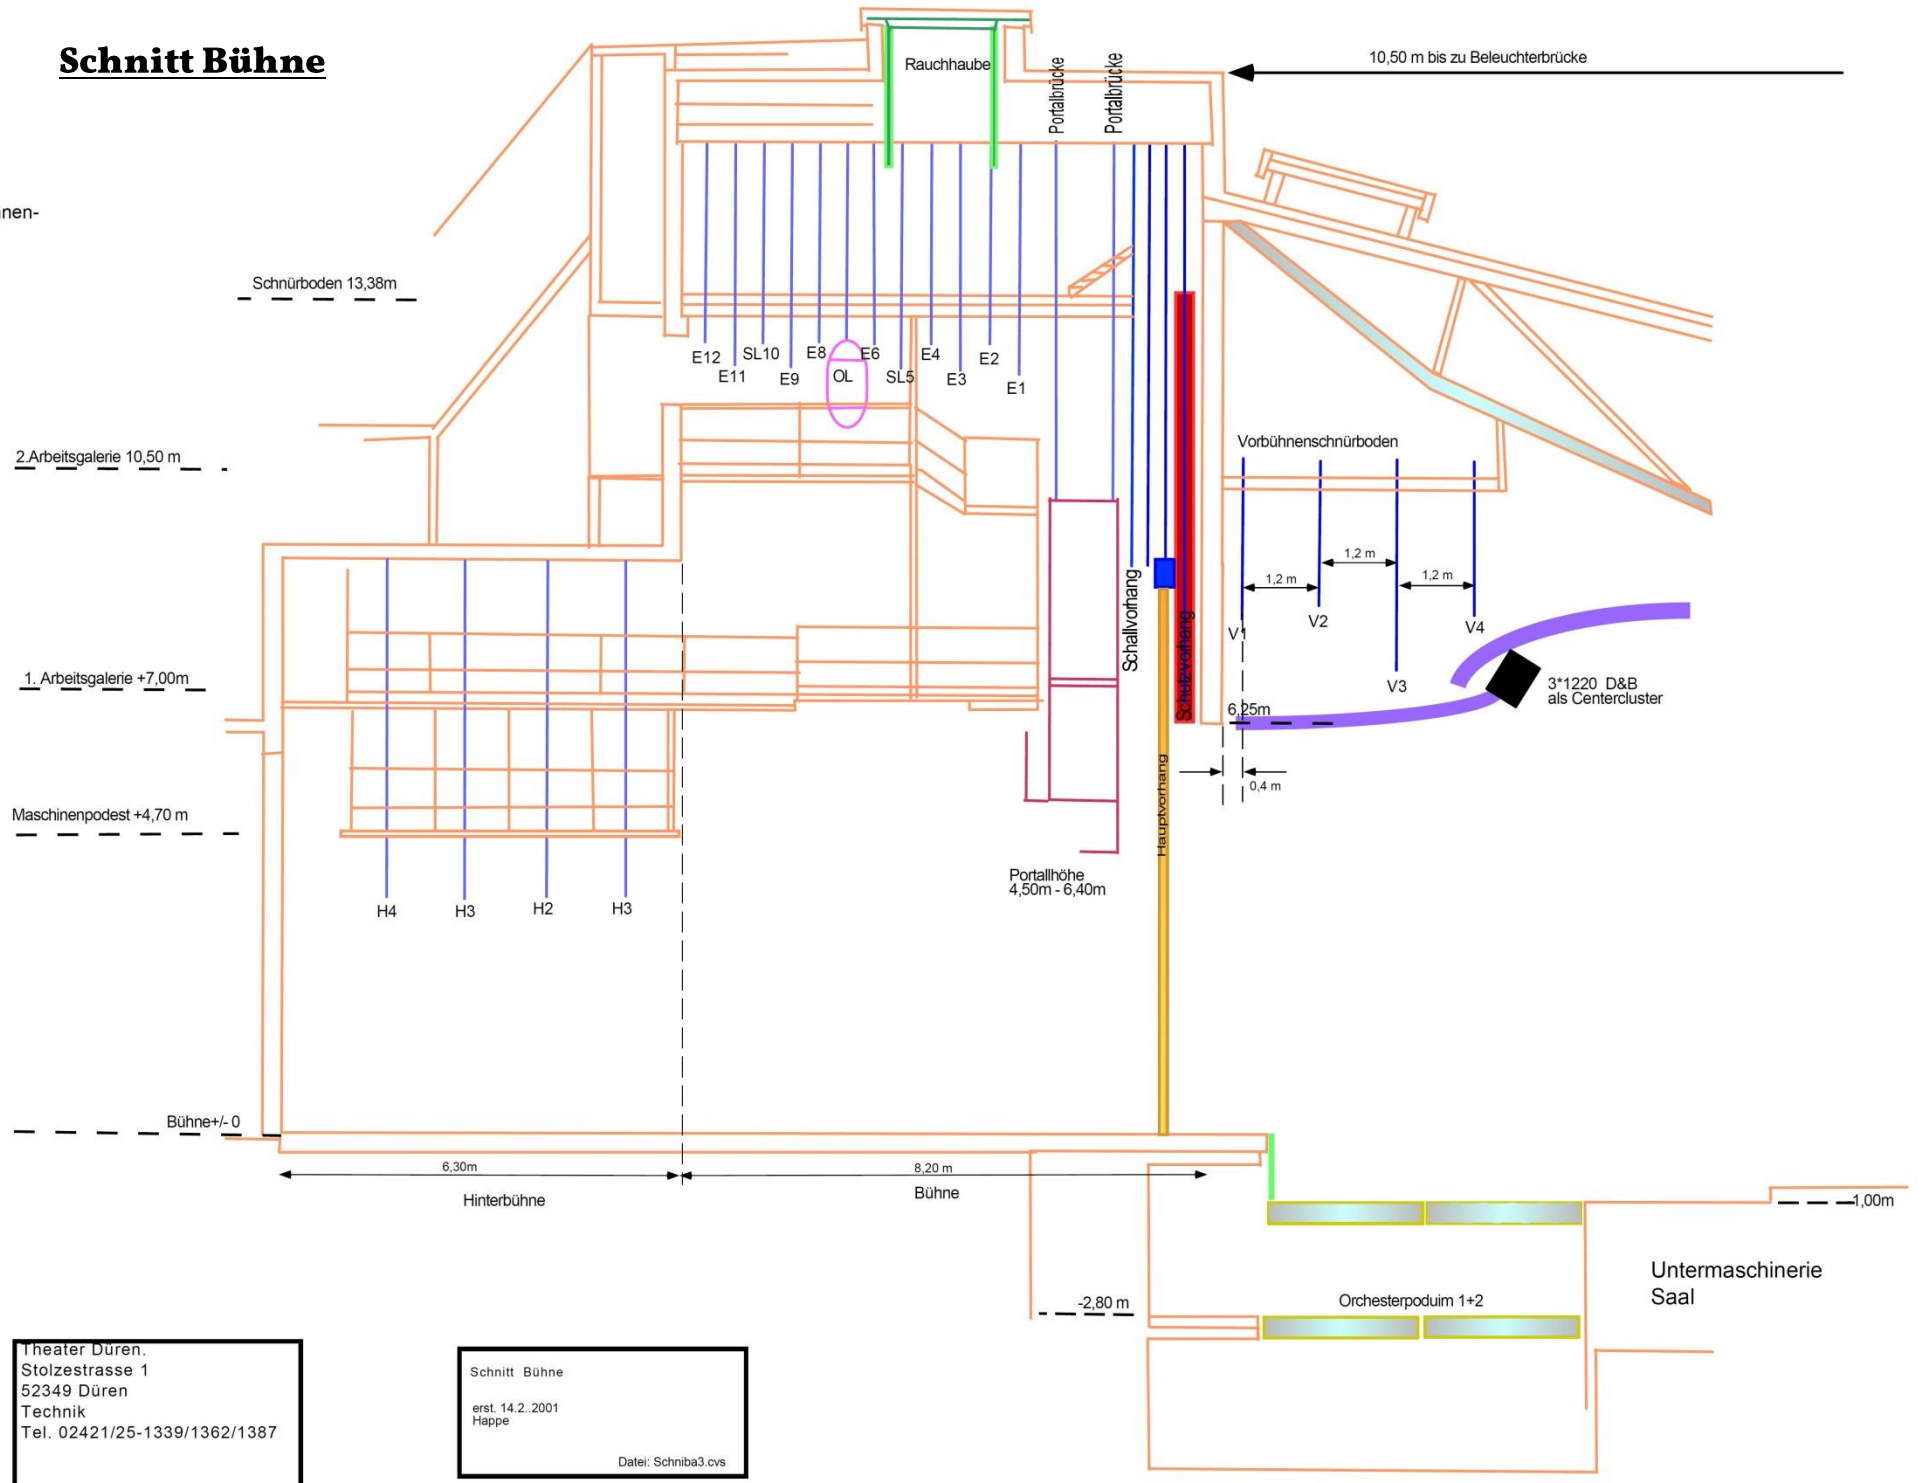 Schnitt Bühne
10,50 m bis zu Beleuchterbrücke
Rauchhaube
Portalbrücke
Portalbrücke
nen-
Schnürboden 13,38m
E12
E11
SL10
E9
E8
OL
E6
SL5
E4
E3
E2
E1
2.Arbeitsgalerie 10,50 m
Vorbühnenschnürboden
1,2 m
1,2 m
1,2 m
V1
V2
V3
V4
Schallvorhang
Schutzvorhang
1. Arbeitsgalerie +7,00m
3*1220 D&B
als Centercluster
6,25m
0,4 m
Hauptvorhang
Maschinenpodest +4,70 m
Portallhöhe
4,50m - 6,40m
H4
H3
H2
H3
Bühne+/- 0
6,30m
8,20 m
Hinterbühne
Bühne
1,00m
Untermaschinerie
Saal
-2,80 m
Orchesterpoduim 1+2
Theater Düren.
Stolzestrasse 1
52349 Düren
Technik
Tel. 02421/25-1339/1362/1387
Schnitt Bühne
erst. 14.2..2001
Happe
Datei: Schniba3.cvs